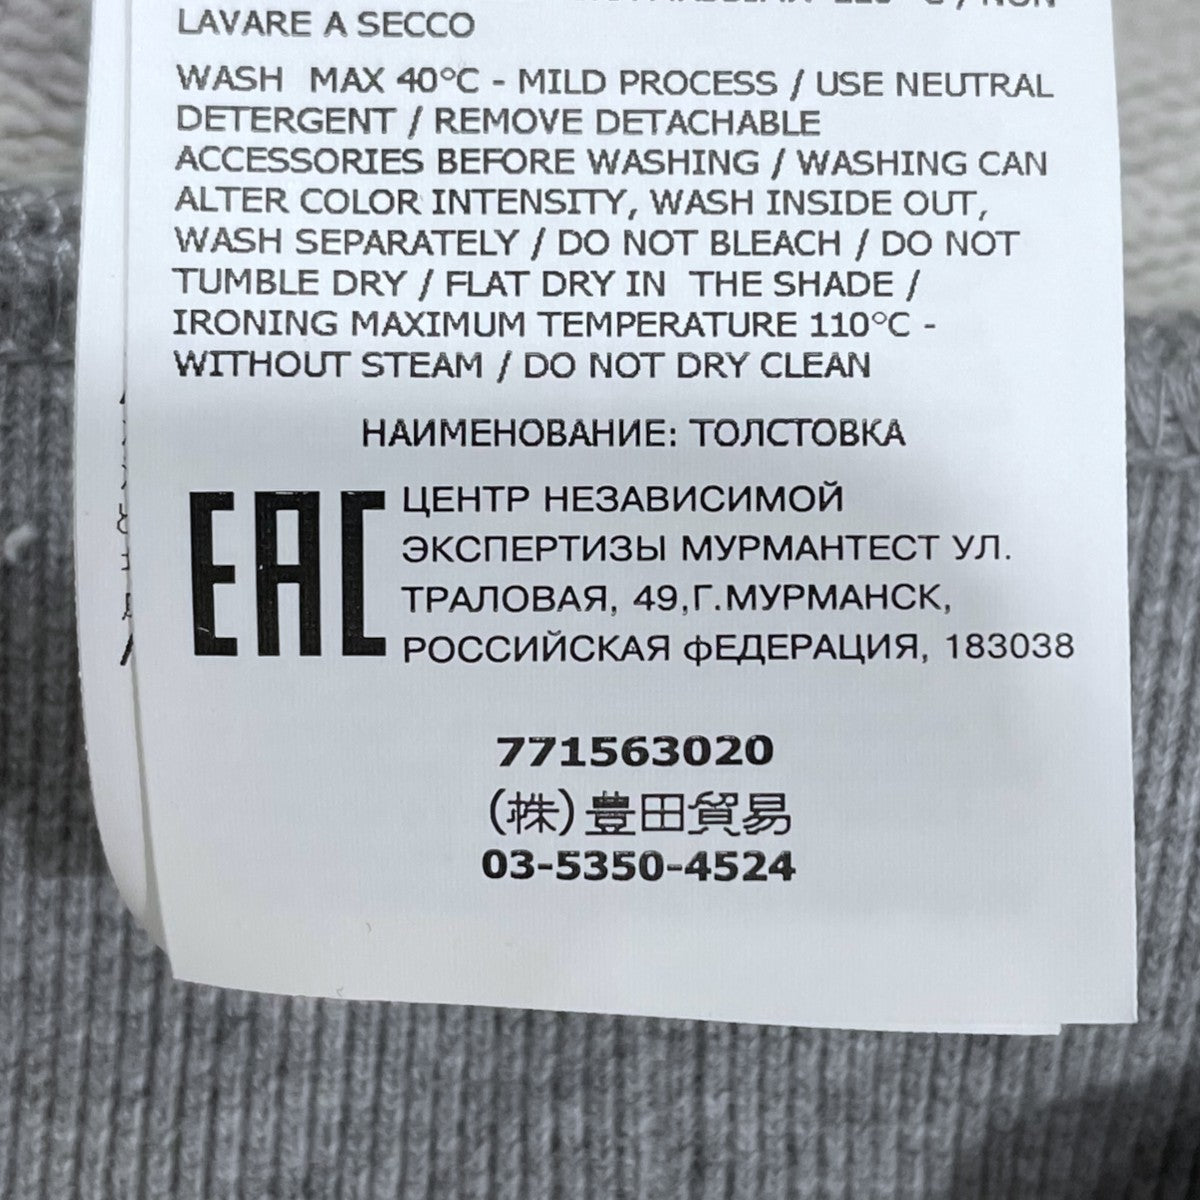 110°C / NON
LAVARE A SECCO
WASH MAX 40°C - MILD PROCESS / USE NEUTRAL
DETERGENT / REMOVE DETACHABLE
ACCESSORIES BEFORE WASHING / WASHING CAN
ALTER COLOR INTENSITY, WASH INSIDE OUT,
WASH SEPARATELY / DO NOT BLEACH / DO NOT
TUMBLE DRY / FLAT DRY IN THE SHADE /
IRONING MAXIMUM TEMPERATURE 110°C -
WITHOUT STEAM / DO NOT DRY CLEAN
НАИМЕНОВАНИЕ: ТОЛСТОВКА
EAC
ЦЕНТР НЕЗАВИСИМОЙ
ЭКСПЕРТИЗЫ МУРМАНТЕСТ УЛ.
ТРАЛОВАЯ, 49,Г.МУРМАНСК,
РОССИЙСКАЯ фЕДЕРАЦИЯ, 183038
771563020
(株)豊田貿易
03-5350-4524